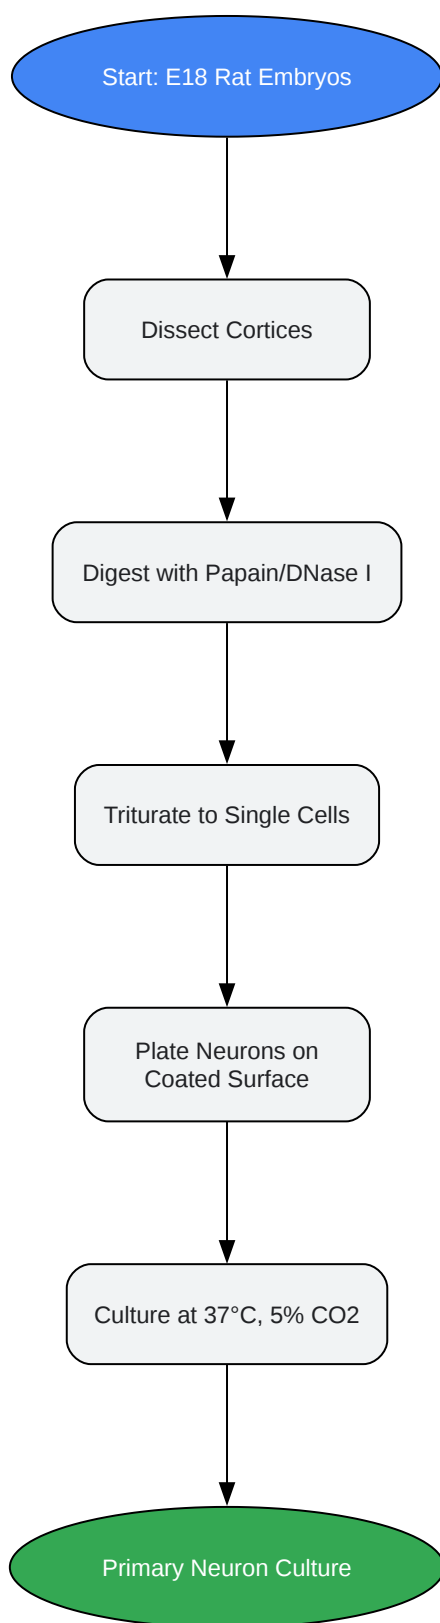 Start: E18 Rat Embryos
Dissect Cortices
Digest with Papain/DNase I
Triturate to Single Cells
Plate Neurons on
Coated Surface
Culture at 37°C, 5% CO2
Primary Neuron Culture